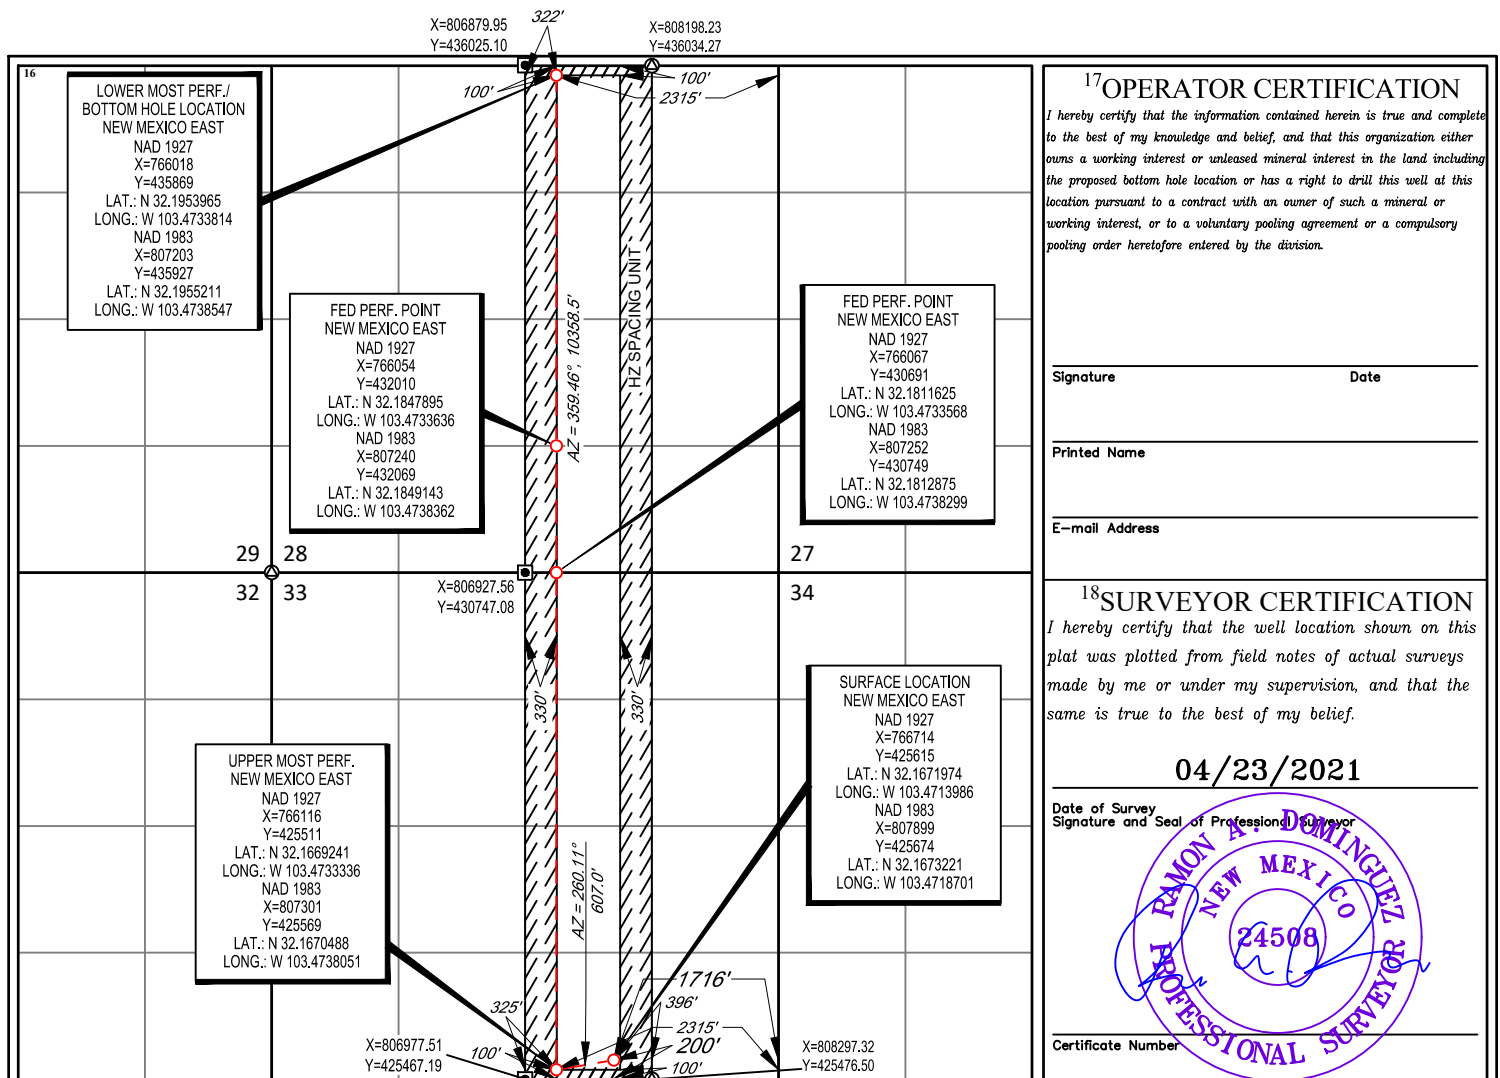 X=806879.95
Y=436025.10
322'
X=808198.23
Y=436034.27
16
LOWER MOST PERF./
BOTTOM HOLE LOCATION
NEW MEXICO EAST
NAD 1927
X=766018
Y=435869
LAT.: N 32.1953965
LONG.: W 103.4733814
NAD 1983
X=807203
Y=435927
LAT.: N 32.1955211
LONG.: W 103.4738547
100'
100'
2315'
FED PERF. POINT
NEW MEXICO EAST
NAD 1927
X=766054
Y=432010
LAT.: N 32.1847895
LONG.: W 103.4733636
NAD 1983
X=807240
Y=432069
LAT.: N 32.1849143
LONG.: W 103.4738362
AZ = 359.46°, 10358.5'
HZ SPACING UNIT
FED PERF. POINT
NEW MEXICO EAST
NAD 1927
X=766067
Y=430691
LAT.: N 32.1811625
LONG.: W 103.4733568
NAD 1983
X=807252
Y=430749
LAT.: N 32.1812875
LONG.: W 103.4738299
29 28
32 33
27
34
X=806927.56
Y=430747.08
330'
330'
SURFACE LOCATION
NEW MEXICO EAST
NAD 1927
X=766714
Y=425615
LAT.: N 32.1671974
LONG.: W 103.4713986
NAD 1983
X=807899
Y=425674
LAT.: N 32.1673221
LONG.: W 103.4718701
UPPER MOST PERF.
NEW MEXICO EAST
NAD 1927
X=766116
Y=425511
LAT.: N 32.1669241
LONG.: W 103.4733336
NAD 1983
X=807301
Y=425569
LAT.: N 32.1670488
LONG.: W 103.4738051
AZ = 260.11°
607.0'
1716'
396'
325'
2315'
200'
100'
100'
X=806977.51
Y=425467.19
X=808297.32
Y=425476.50
17OPERATOR CERTIFICATION
I hereby certify that the information contained herein is true and complete
to the best of my knowledge and belief, and that this organization either
owns a working interest or unleased mineral interest in the land including
the proposed bottom hole location or has a right to drill this well at this
location pursuant to a contract with an owner of such a mineral or
working interest, or to a voluntary pooling agreement or a compulsory
pooling order heretofore entered by the division.
Signature Date
Printed Name
E-mail Address
18SURVEYOR CERTIFICATION
I hereby certify that the well location shown on this
plat was plotted from field notes of actual surveys
made by me or under my supervision, and that the
same is true to the best of my belief.
04/23/2021
Date of Survey
Signature and Seal of Professional Surveyor
RAMON A. DOMINGUEZ
NEW MEXICO
24508
PROFESSIONAL SURVEYOR
Certificate Number